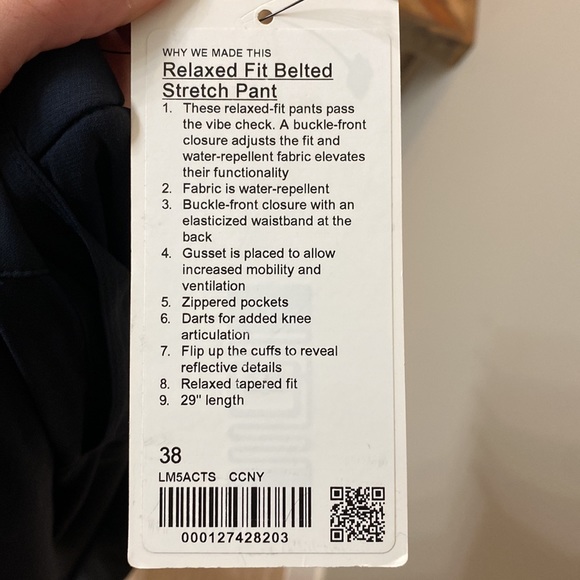 WHY WE MADE THIS
Relaxed Fit Belted
Stretch Pant
1. These relaxed-fit pants pass
the vibe check. A buckle-front
closure adjusts the fit and
water-repellent fabric elevates
their functionality
2. Fabric is water-repellent
3. Buckle-front closure with an
elasticized waistband at the
back
4. Gusset is placed to allow
increased mobility and
ventilation
5. Zippered pockets
6. Darts for added knee
articulation
7. Flip up the cuffs to reveal
reflective details
8. Relaxed tapered fit
9. 29" length
38
LM5ACTS CCNY
000127428203